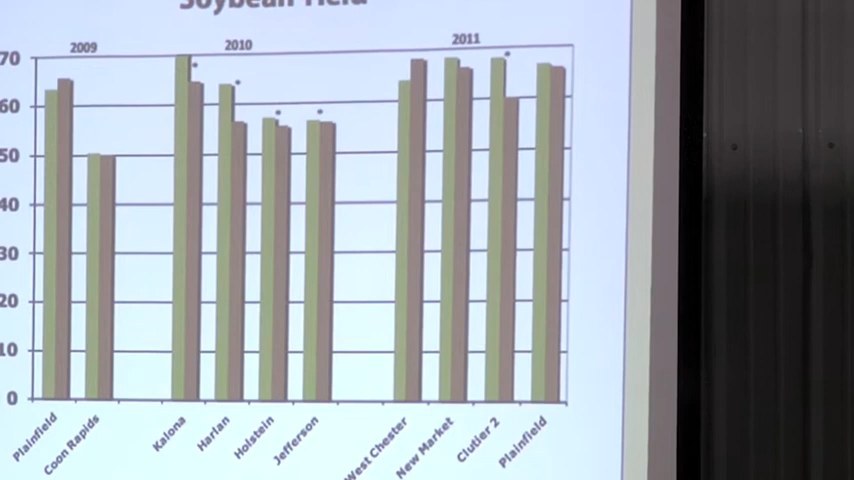 Soybean Yield
2009
2010
2011
70
60
50
40
30
20
10
0
Plainfield
Coon Rapids
Kalona
Harlan
Holstein
Jefferson
West Chester
New Market
Clutier 2
Plainfield